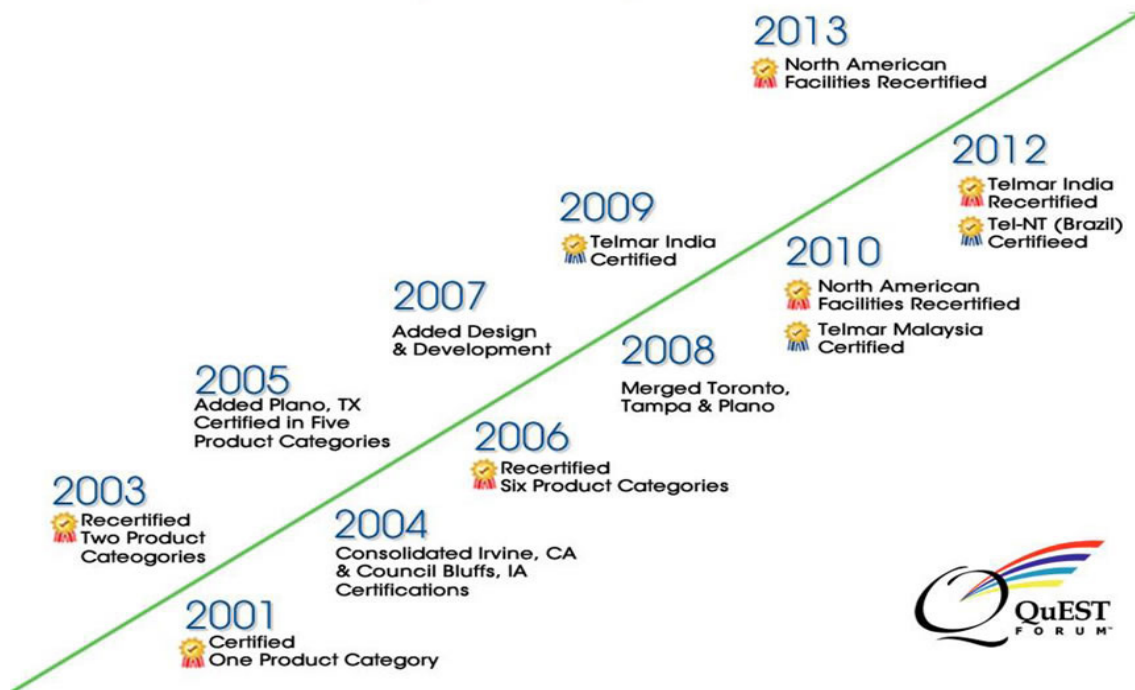 2013
North American
Facilities Recertified
2012
Telmar India
Recertified
Tel-NT (Brazil)
Certifieed
2009
Telmar India
Certified
2010
North American
Facilities Recertified
Telmar Malaysia
Certified
2007
Added Design
& Development
2008
Merged Toronto,
Tampa & Plano
2005
Added Plano, TX
Certified in Five
Product Categories
2006
Recertified
Six Product Categories
2003
Recertified
Two Product
Cateogories
2004
Consolidated Irvine, CA
& Council Bluffs, IA
Certifications
2001
Certified
One Product Category
QuEST
FORUM™